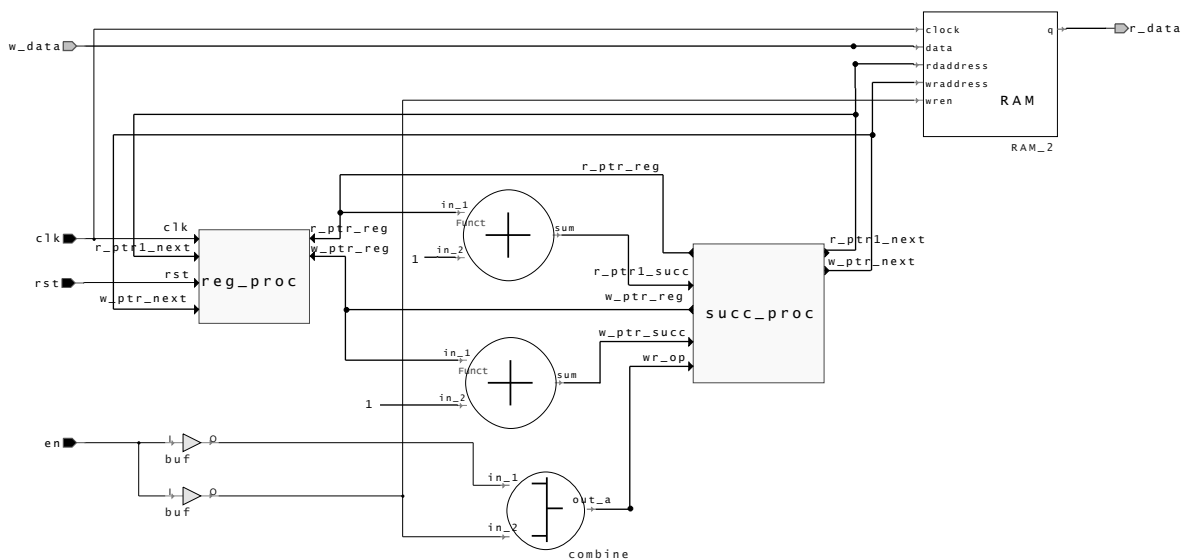 clock
q
r_data
w_data
data
rdaddress
wraddress
wren
RAM
RAM_2
r_ptr_reg
in_1
Funct
clk
r_ptr_reg
sum
clk
r_ptr1_next
r_ptr1_next
w_ptr_reg
in_2
1
w_ptr_next
rst
rst
reg_proc
r_ptr1_succ
w_ptr_next
w_ptr_reg
succ_proc
w_ptr_succ
in_1
wr_op
Funct
sum
in_2
1
en
I
O
buf
in_1
I
O
out_a
buf
in_2
combine